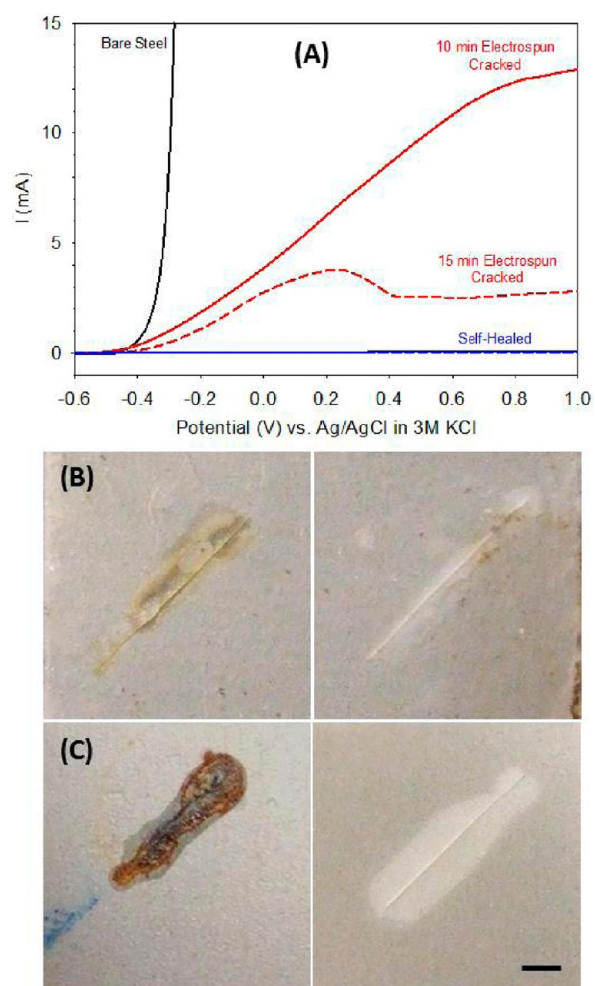 15
Bare Steel
(A)
10 min Electrospun
Cracked
10
I (mA)
5
15 min Electrospun
Cracked
Self-Healed
0
-0.6 -0.4 -0.2 0.0 0.2 0.4 0.6 0.8 1.0
Potential (V) vs. Ag/AgCl in 3M KCl
(B)
(C)